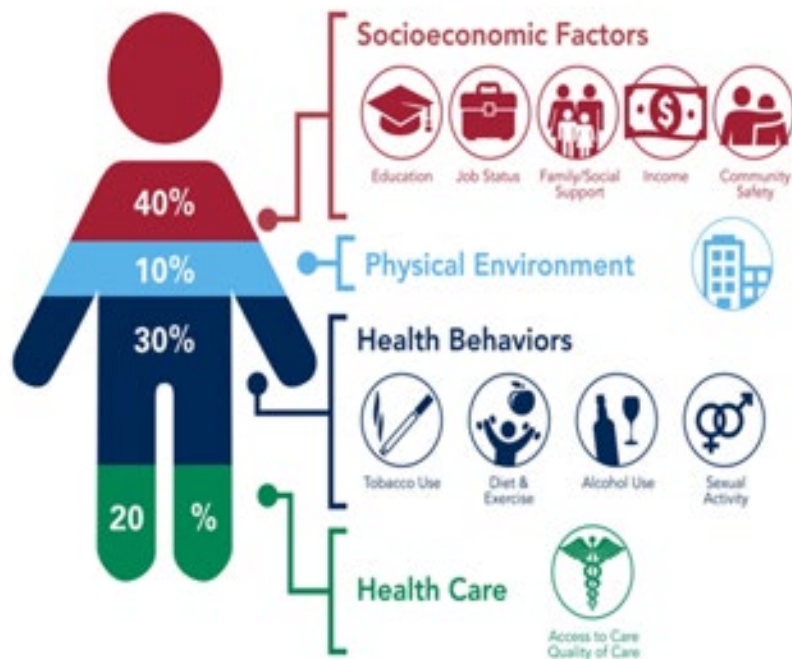 Socioeconomic Factors
Education
Job Status
Family/Social
Support
Income
Community
Safety
40%
10%
Physical Environment
30%
Health Behaviors
Tobacco Use
Diet &
Exercise
Alcohol Use
Sexual
Activity
20 %
Health Care
Access to Care
Quality of Care